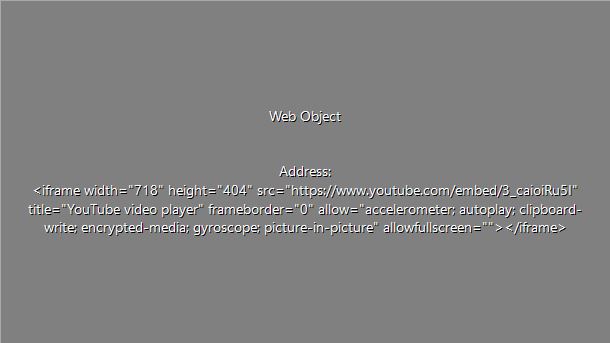 Web Object
Address:
<iframe width="718" height="404" src="https://www.youtube.com/embed/3_caioiRu5I"
title="YouTube video player" frameborder="0" allow="accelerometer; autoplay; clipboard-
write; encrypted-media; gyroscope; picture-in-picture" allowfullscreen=""></iframe>